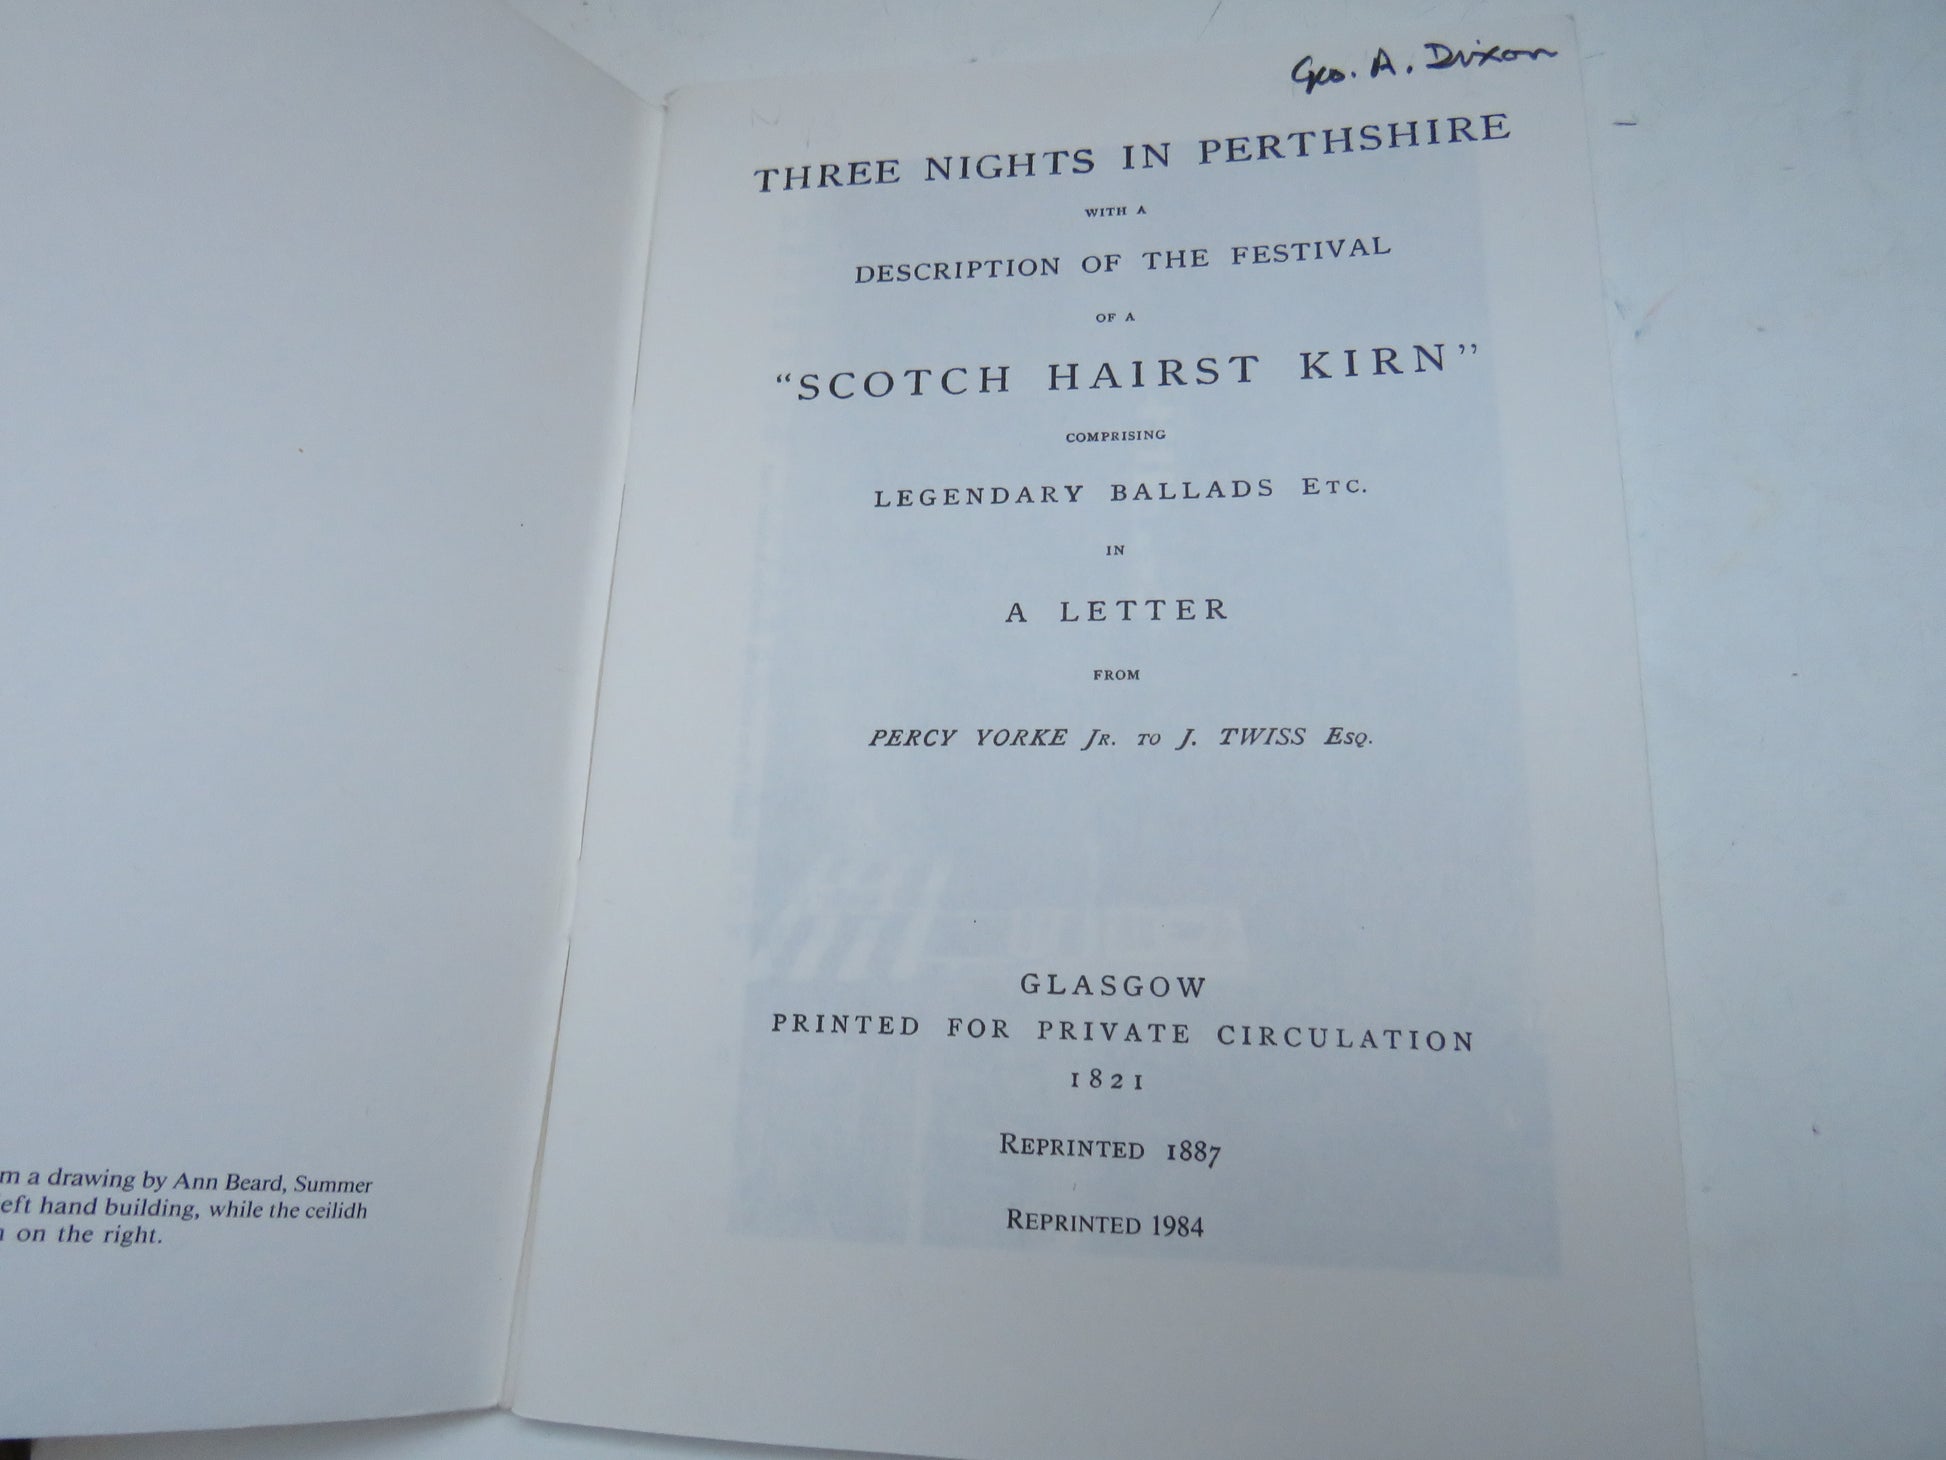 m a drawing by Ann Beard, Summer
eft hand building, while the ceilidh
on the right.
Geo. A. Dixon
THREE NIGHTS IN PERTHSHIRE
WITH A
DESCRIPTION OF THE FESTIVAL
OF A
“SCOTCH HAIRST KIRN”
COMPRISING
LEGENDARY BALLADS ETC.
IN
A LETTER
FROM
PERCY YORKE JR. TO J. TWISS ESQ.
GLASGOW
PRINTED FOR PRIVATE CIRCULATION
1821
REPRINTED 1887
REPRINTED 1984